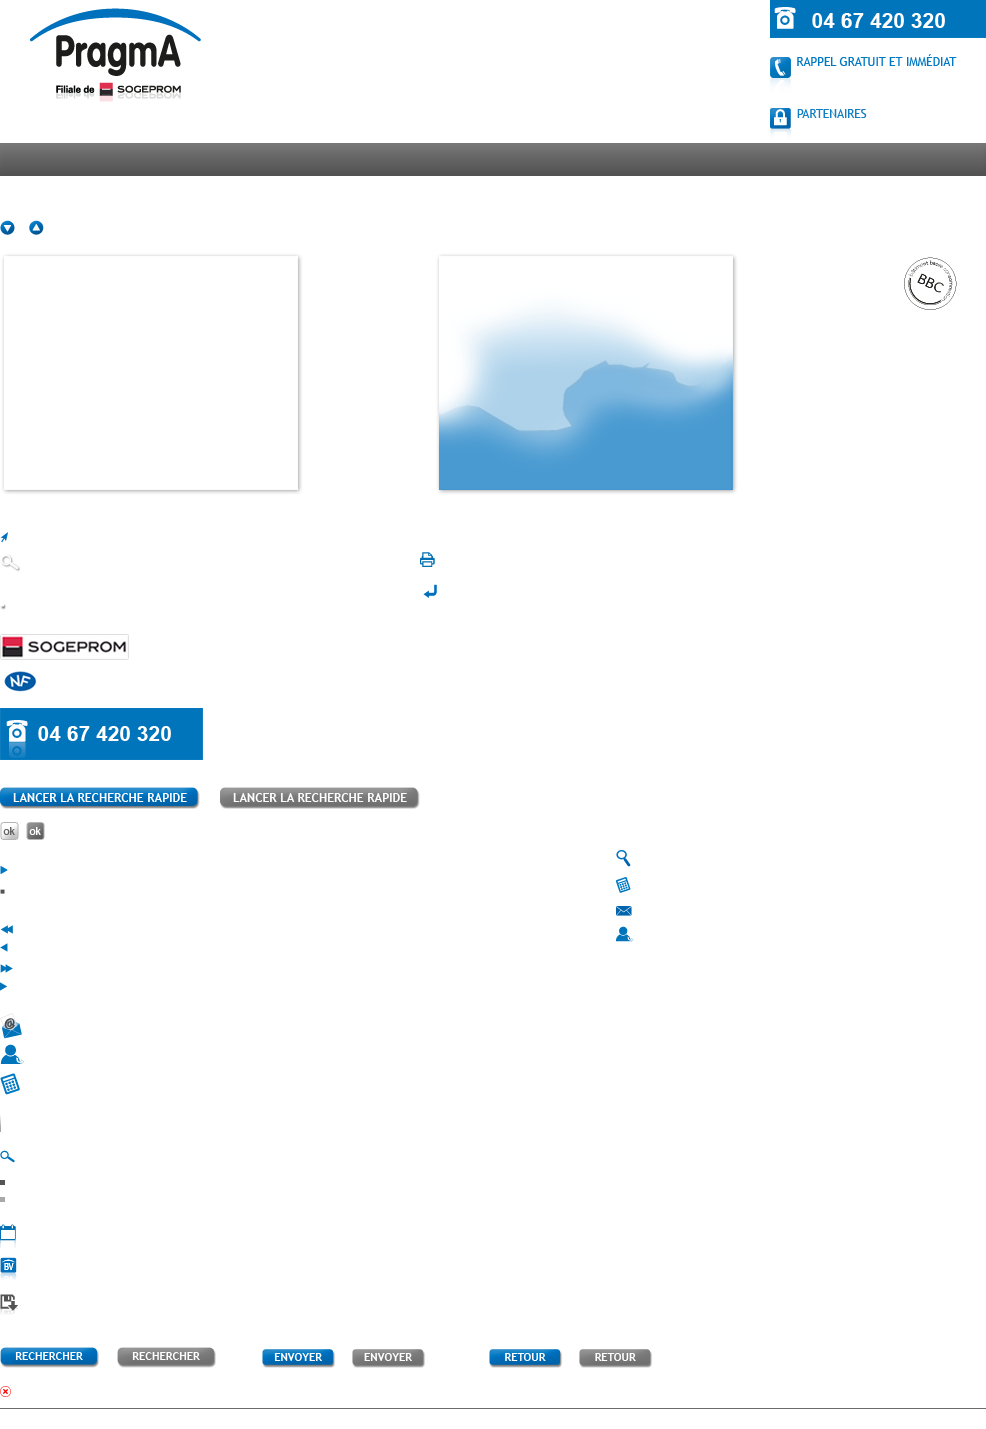 PragmA
Filiale de SOGEPROM
04 67 420 320
RAPPEL GRATUIT ET IMMÉDIAT
PARTENAIRES
BBC
SOGEPROM
NF
04 67 420 320
LANCER LA RECHERCHE RAPIDE LANCER LA RECHERCHE RAPIDE
ok ok
@
BV
RECHERCHER RECHERCHER ENVOYER ENVOYER RETOUR RETOUR